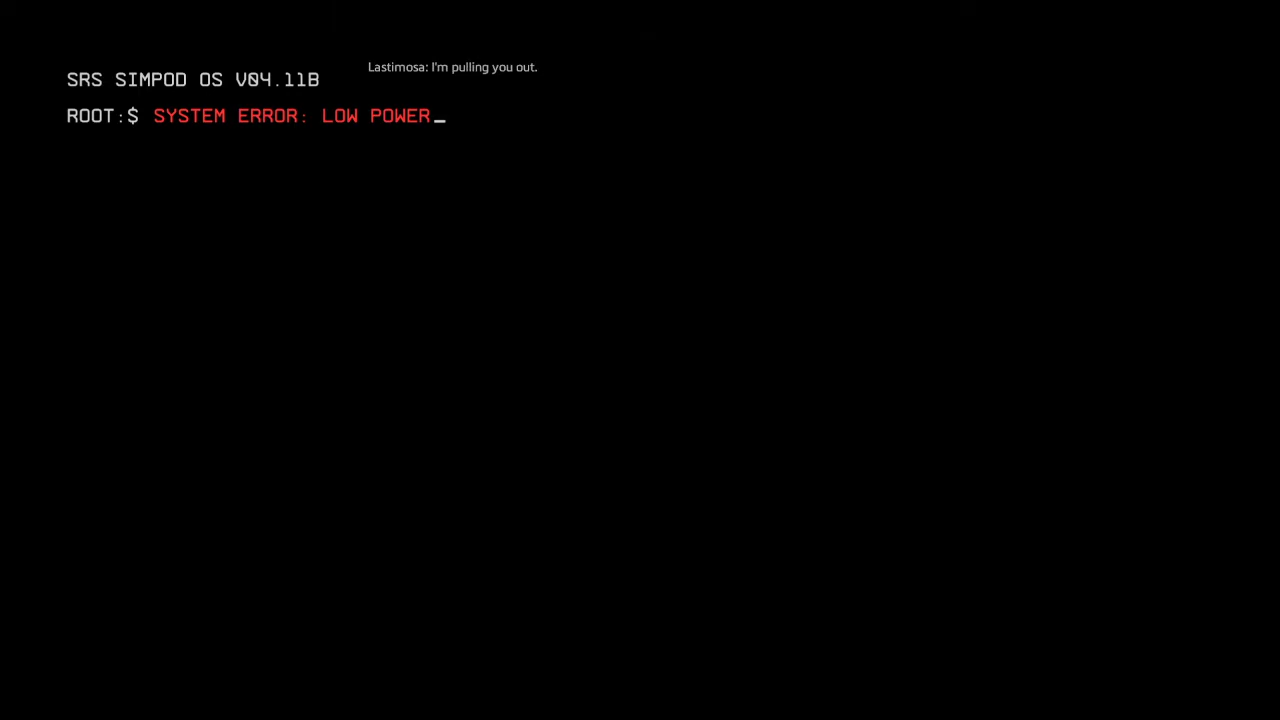 Lastimosa: I'm pulling you out.
SRS SIMPOD OS V04.11B
ROOT:$ SYSTEM ERROR: LOW POWER_